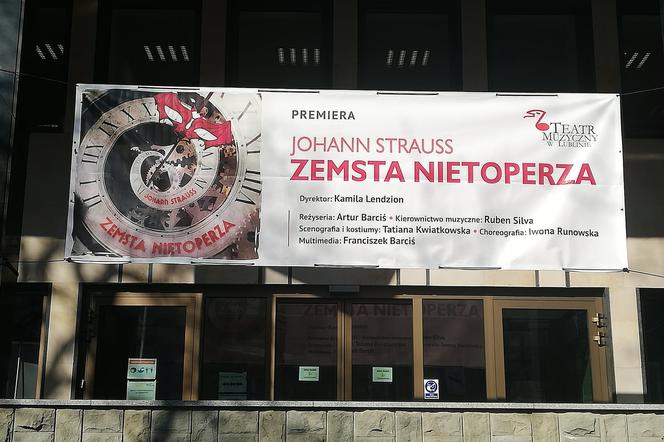 PREMIERA
JOHANN STRAUSS
ZEMSTA NIETOPERZA
Dyrektor: Kamila Lendzion
Reżyseria: Artur Barciś • Kierownictwo muzyczne: Ruben Silva
Scenografia i kostiumy: Tatiana Kwiatkowska • Choreografia: Iwona Runowska
Multimedia: Franciszek Barciś
TEATR
MUZYCZNY
W LUBLINIE
JOHANN STRAUSS
ZEMSTA NIETOPERZA